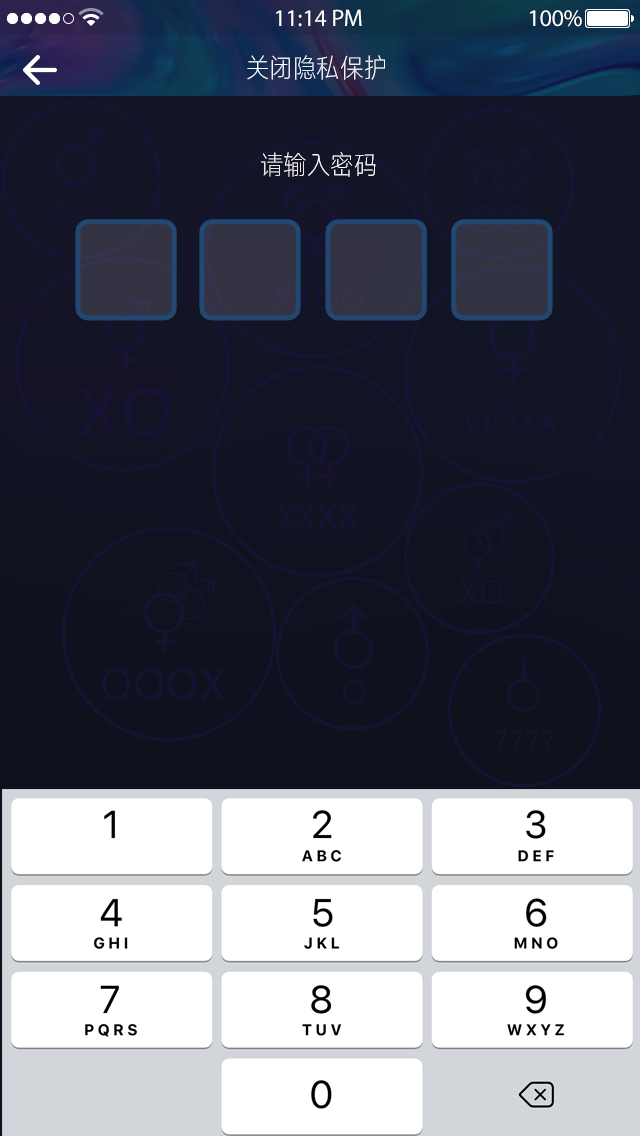 11:14 PM 100%
关闭隐私保护
请输入密码
XO
OOXX
XXXX
XO
OOOX
O
????
1
2
ABC
3
DEF
4
GHI
5
JKL
6
MNO
7
PQRS
8
TUV
9
WXYZ
0